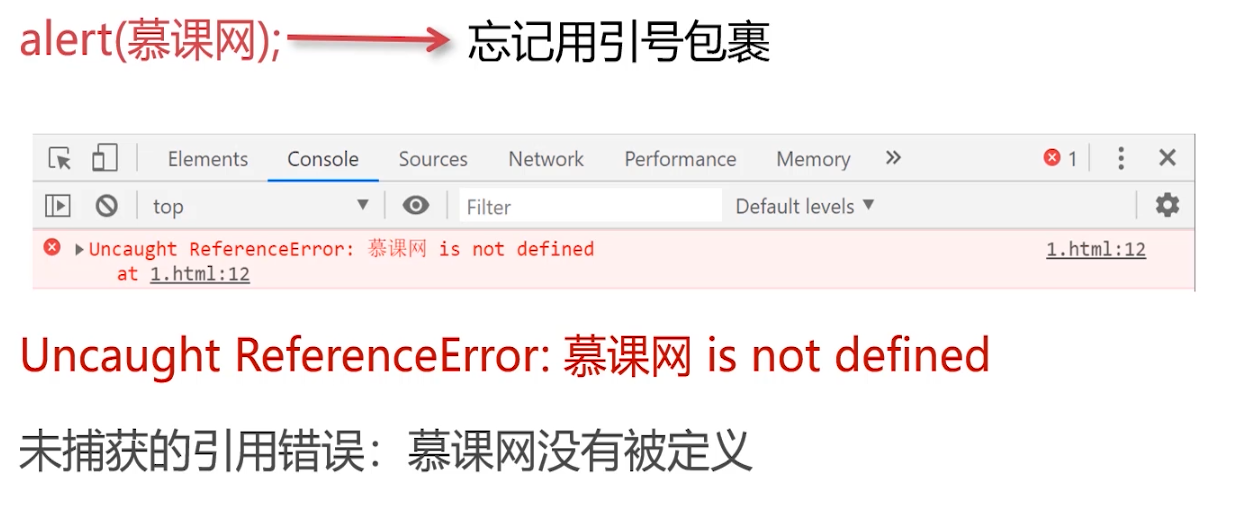 alert(慕课网); 忘记用引号包裹
Elements Console Sources Network Performance Memory » 1
top Filter Default levels
Uncaught ReferenceError: 慕课网 is not defined 1.html:12
at 1.html:12
Uncaught ReferenceError: 慕课网 is not defined
未捕获的引用错误：慕课网没有被定义